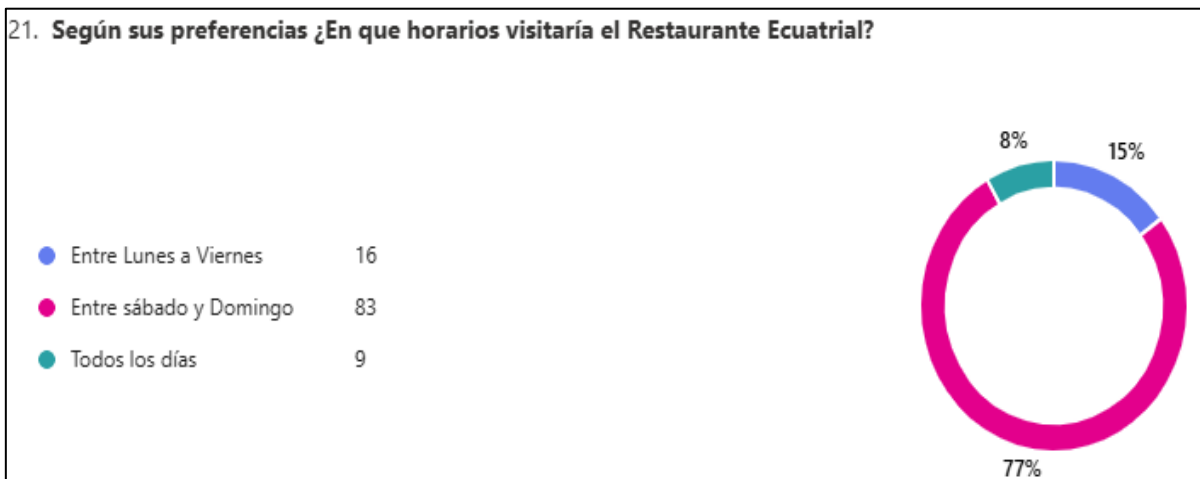 21. Según sus preferencias ¿En que horarios visitaría el Restaurante Ecuatrial?
8%
15%
Entre Lunes a Viernes 16
Entre sábado y Domingo 83
Todos los días 9
77%